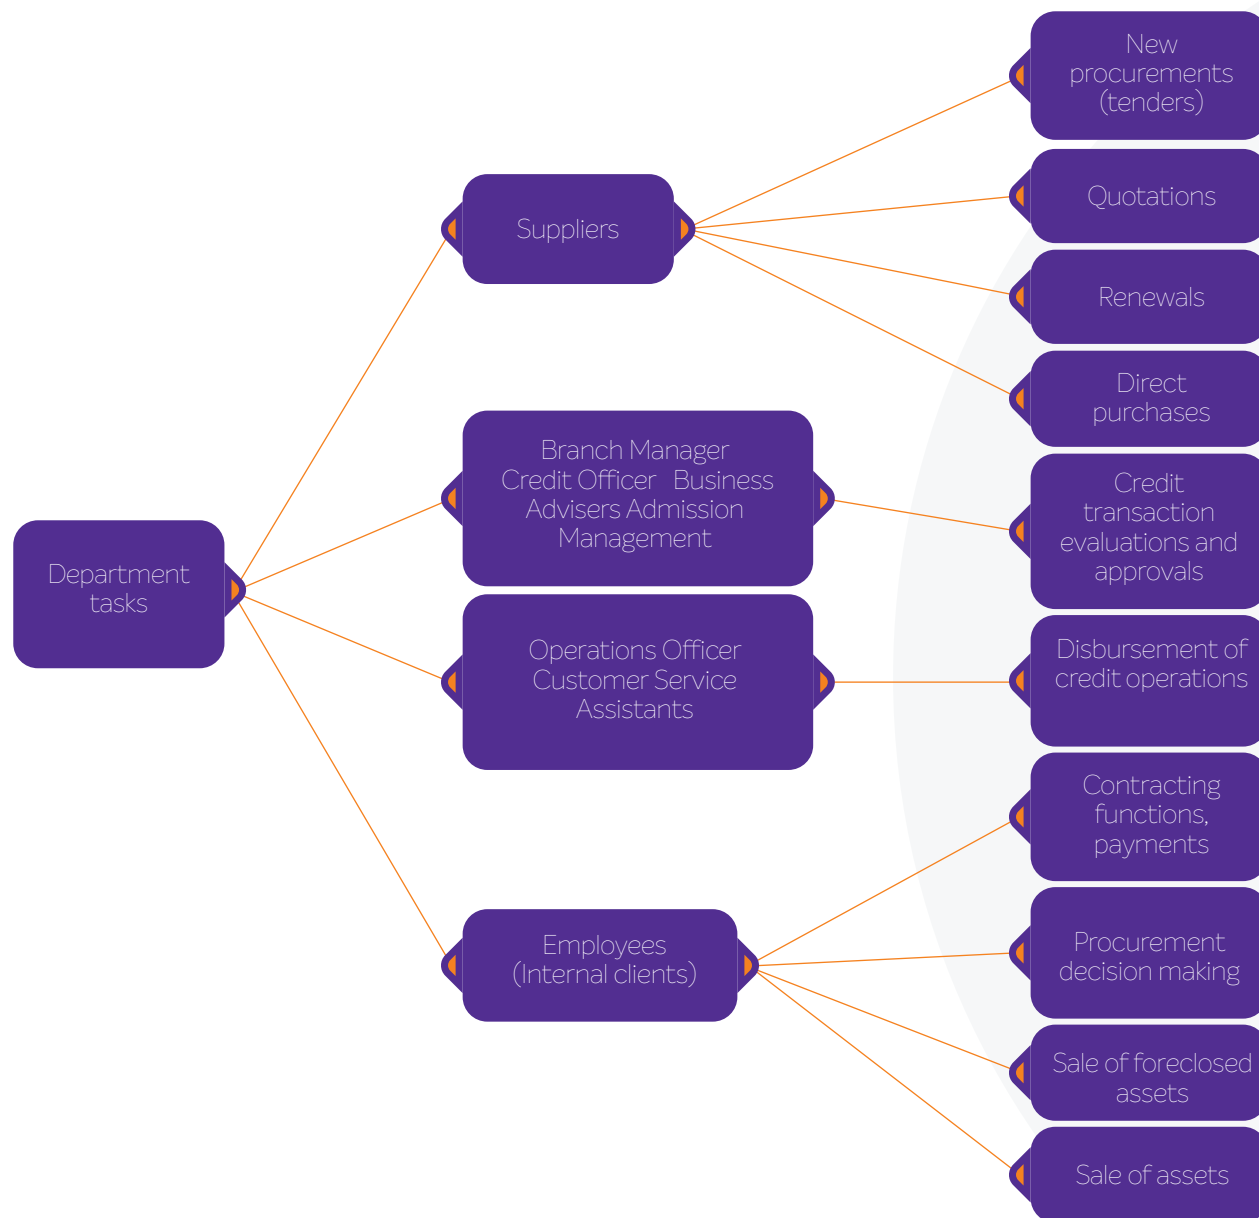 Department
tasks
Suppliers
Branch Manager
Credit Officer Business
Advisers Admission
Management
Operations Officer
Customer Service
Assistants
Employees
(Internal clients)
New
procurements
(tenders)
Quotations
Renewals
Direct
purchases
Credit
transaction
evaluations and
approvals
Disbursement of
credit operations
Contracting
functions,
payments
Procurement
decision making
Sale of foreclosed
assets
Sale of assets